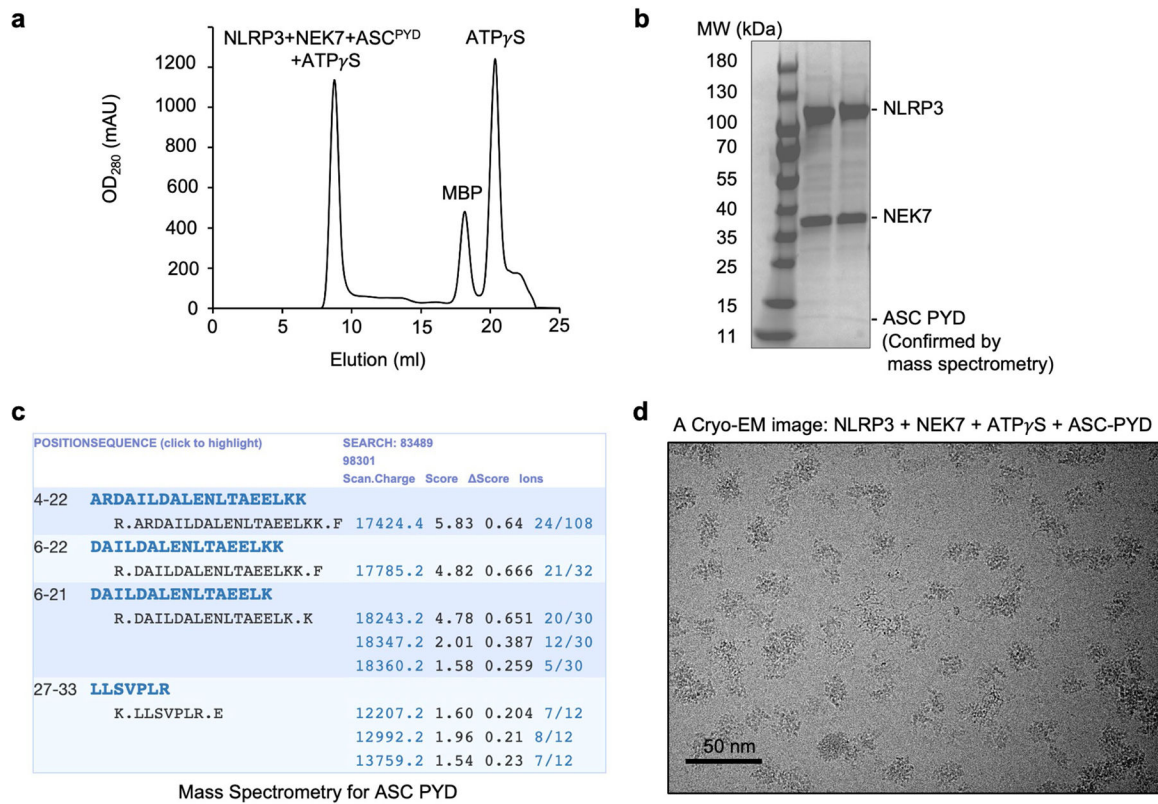 a
NLRP3+NEK7+ASCᴾʸᴰ
+ATPγS
ATPγS
MBP
OD₂₈₀ (mAU)
1200
1000
800
600
400
200
0
0 5 10 15 20 25
Elution (ml)
b
MW (kDa)
180
130
100
70
55
40
35
25
15
11
NLRP3
NEK7
ASC PYD
(Confirmed by
mass spectrometry)
c
POSITIONSEQUENCE (click to highlight) SEARCH: 83489
98301
Scan.Charge Score ΔScore Ions
4-22 ARDAILDALENLTAEELKK
R.ARDAILDALENLTAEELKK.F 17424.4 5.83 0.64 24/108
6-22 DAILDALENLTAEELKK
R.DAILDALENLTAEELKK.F 17785.2 4.82 0.666 21/32
6-21 DAILDALENLTAEELK
R.DAILDALENLTAEELK.K 18243.2 4.78 0.651 20/30
18347.2 2.01 0.387 12/30
18360.2 1.58 0.259 5/30
27-33 LLSVPLR
K.LLSVPLR.E 12207.2 1.60 0.204 7/12
12992.2 1.96 0.21 8/12
13759.2 1.54 0.23 7/12
Mass Spectrometry for ASC PYD
d
A Cryo-EM image: NLRP3 + NEK7 + ATPγS + ASC-PYD
50 nm